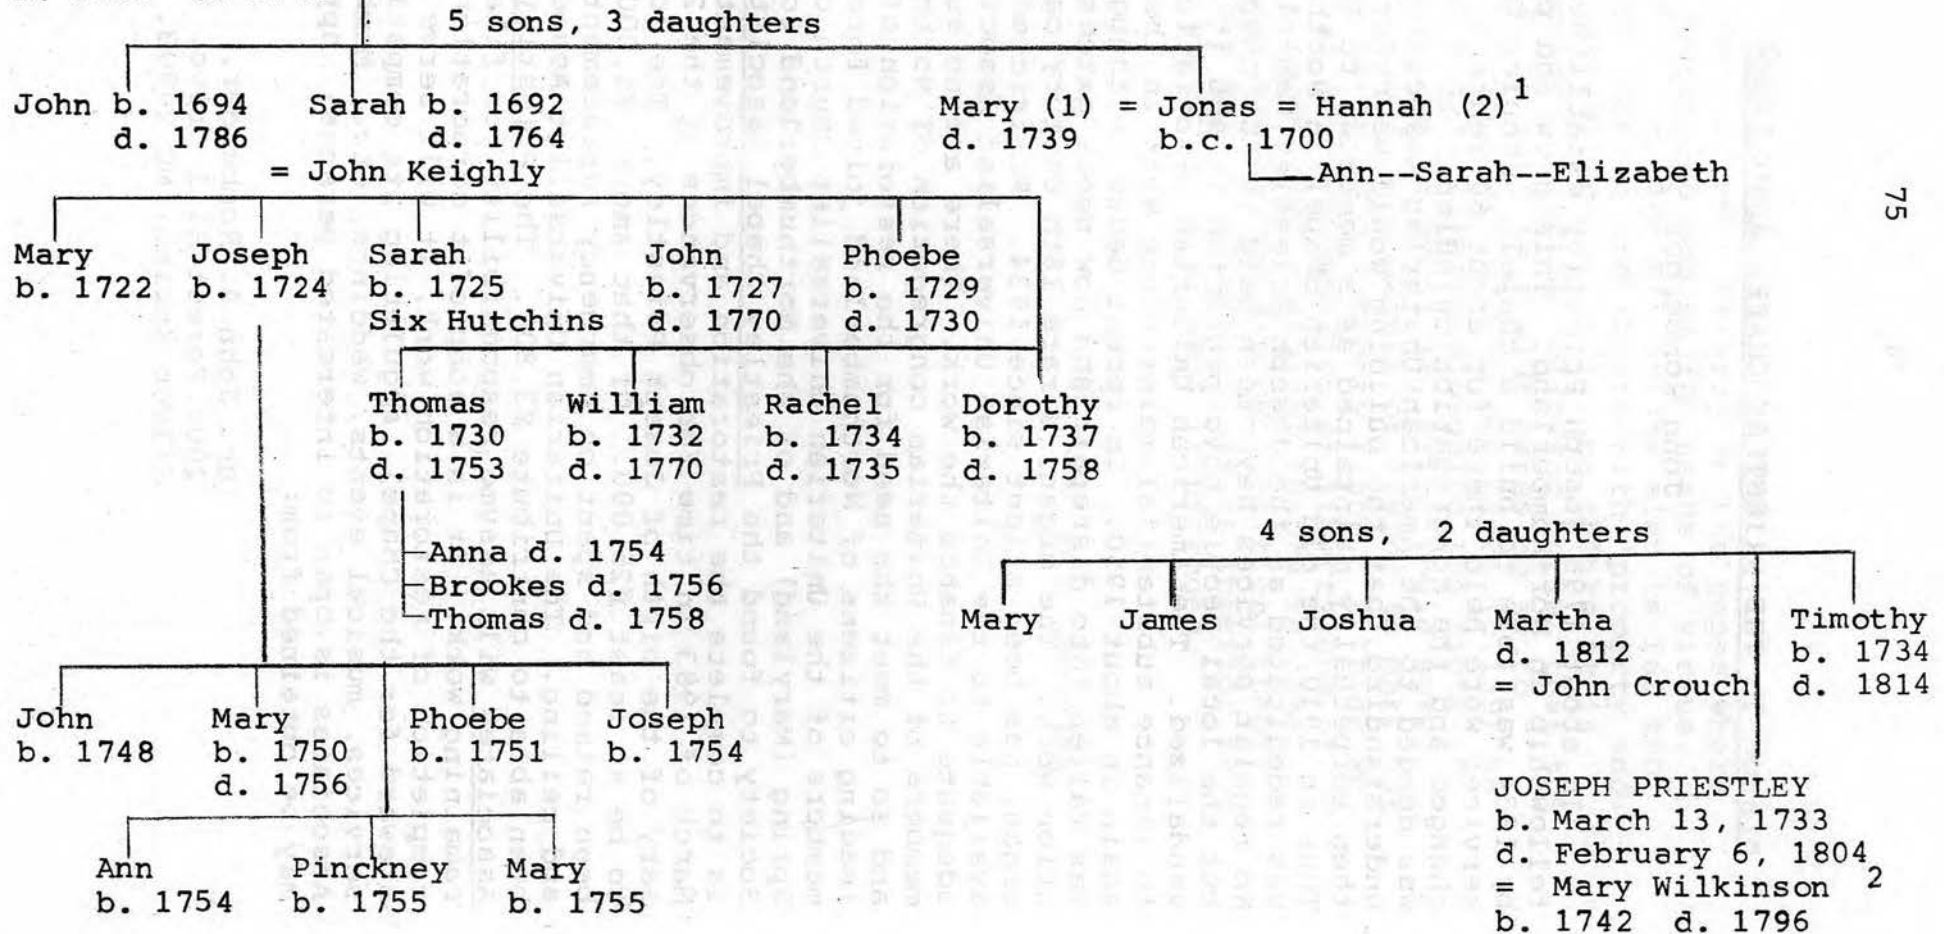 5 sons, 3 daughters
John b. 1694 Sarah b. 1692 Mary (1) = Jonas = Hannah (2)1
d. 1786 d. 1764 d. 1739 b.c. 1700
= John Keighly Ann--Sarah--Elizabeth
75
Mary Joseph Sarah John Phoebe
b. 1722 b. 1724 b. 1725 b. 1727 b. 1729
Six Hutchins d. 1770 d. 1730
Thomas William Rachel Dorothy
b. 1730 b. 1732 b. 1734 b. 1737
d. 1753 d. 1770 d. 1735 d. 1758
4 sons, 2 daughters
Anna d. 1754
Brookes d. 1756
Thomas d. 1758
Mary James Joshua Martha Timothy
d. 1812 b. 1734
= John Crouch d. 1814
John Mary Phoebe Joseph
b. 1748 b. 1750 b. 1751 b. 1754
d. 1756
JOSEPH PRIESTLEY
b. March 13, 1733
d. February 6, 1804
= Mary Wilkinson 2
b. 1742 d. 1796
Ann Pinckney Mary
b. 1754 b. 1755 b. 1755